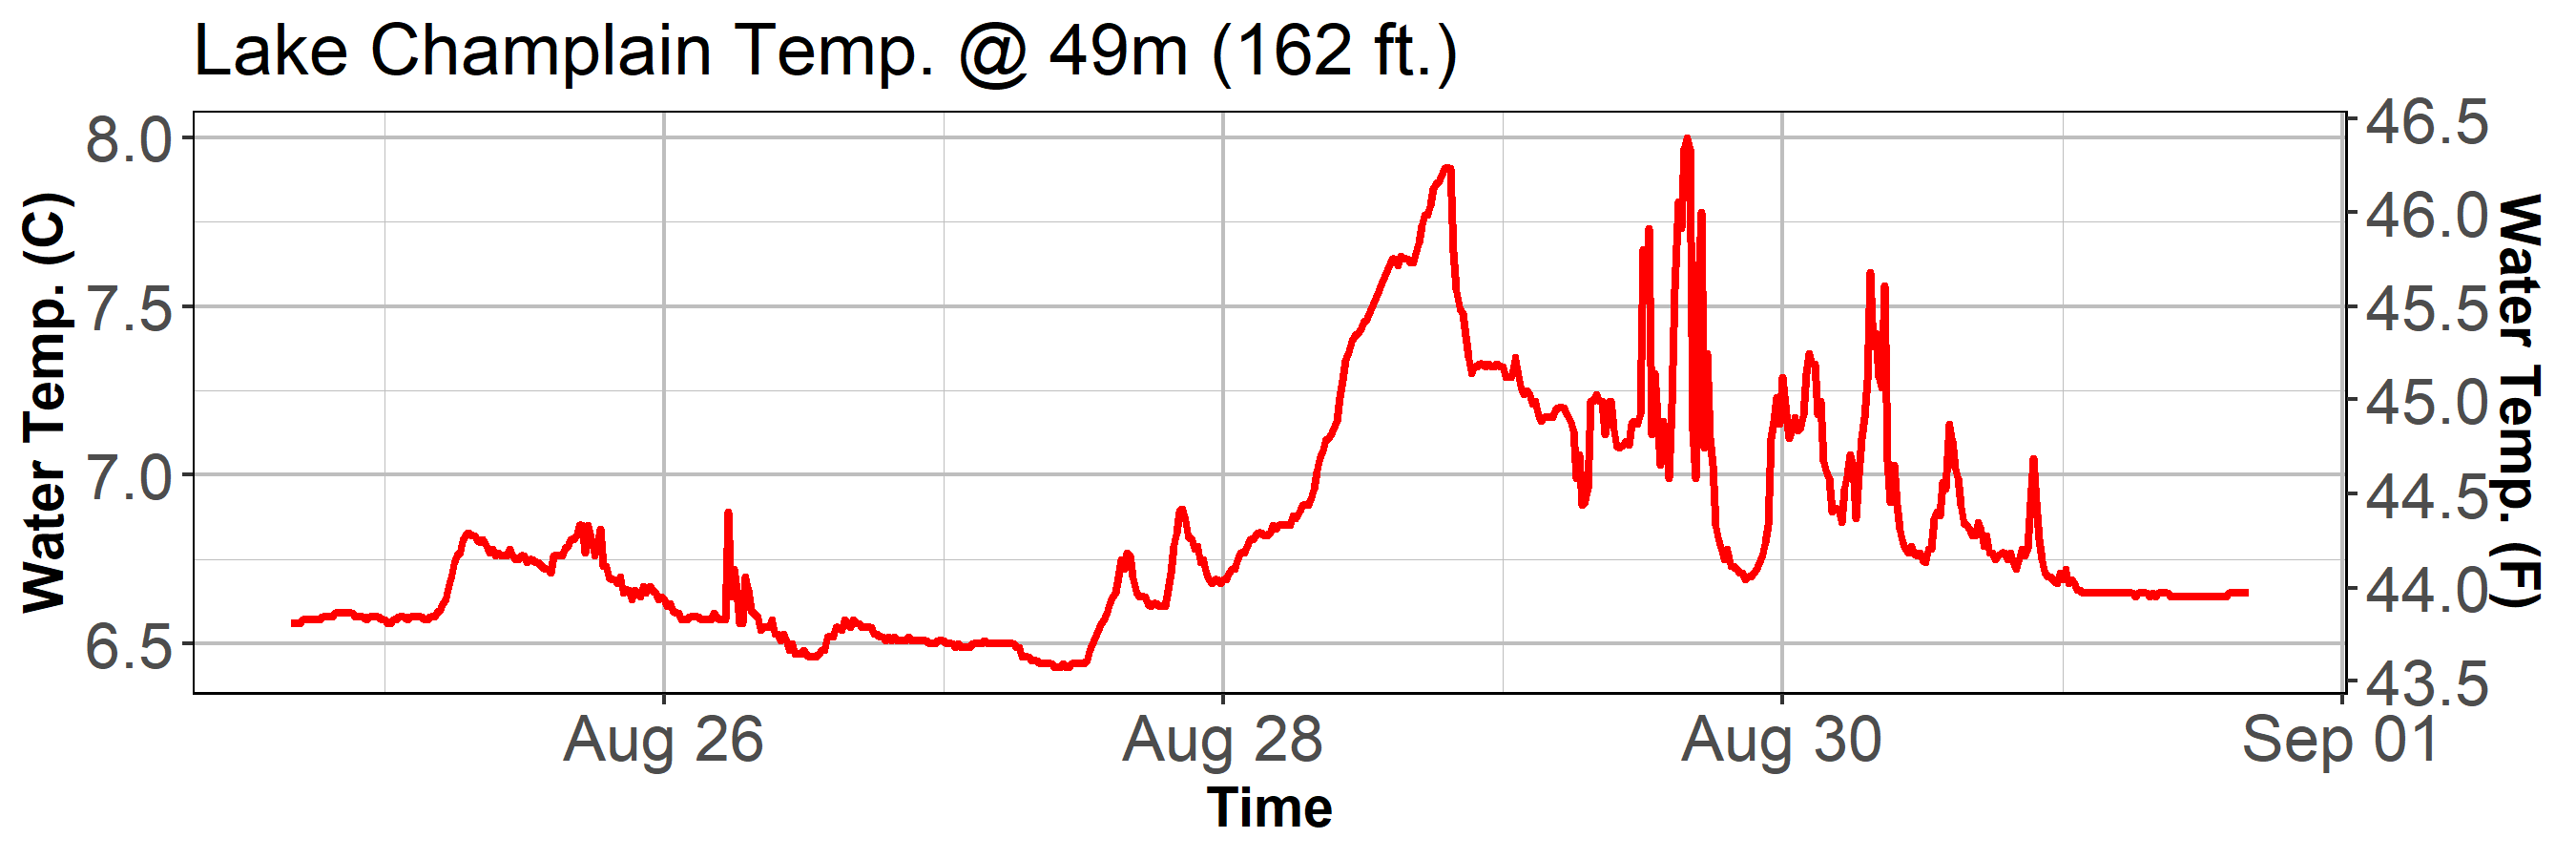 Lake Champlain Temp. @ 49m (162 ft.)
Water Temp. (C)
8.0
7.5
7.0
6.5
46.5
46.0
45.5
45.0
44.5
44.0
43.5
Water Temp. (F)
Aug 26
Aug 28
Aug 30
Sep 01
Time